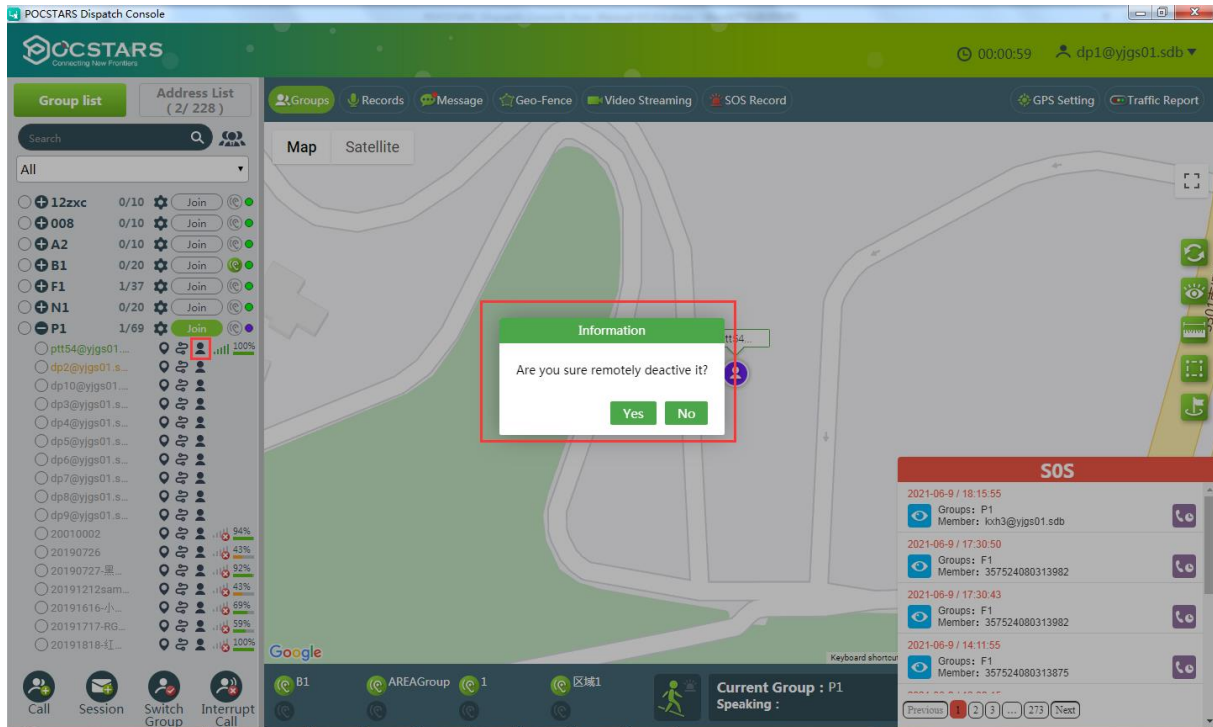 POCSTARS Dispatch Console
POCSTARS
Connecting New Frontiers
00:00:59 dp1@yjgs01.sdb
Group list
Address List
( 2/ 228 )
Groups Records Message Geo-Fence Video Streaming SOS Record GPS Setting Traffic Report
Search
All
Map Satellite
12zxc 0/10 Join
008 0/10 Join
A2 0/10 Join
B1 0/20 Join
F1 1/37 Join
N1 0/20 Join
P1 1/69 Join
ptt54@yjgs01.... 100%
dp2@yjgs01.s...
dp10@yjgs01....
dp3@yjgs01.s...
dp4@yjgs01.s...
dp5@yjgs01.s...
dp6@yjgs01.s...
dp7@yjgs01.s...
dp8@yjgs01.s...
dp9@yjgs01.s...
20010002 94%
20190726 43%
20190727-黑... 92%
20191212sam... 43%
20191616-小... 69%
20191717-RG... 59%
20191818-红... 100%
Information
Are you sure remotely deactive it?
Yes No
tt54...
Google
Keyboard shortcu
SOS
2021-06-9 / 18:15:55
Groups: P1
Member: kxh3@yjgs01.sdb
2021-06-9 / 17:30:50
Groups: F1
Member: 357524080313982
2021-06-9 / 17:30:43
Groups: F1
Member: 357524080313982
2021-06-9 / 14:11:55
Groups: F1
Member: 357524080313875
Previous 1 2 3 ... 273 Next
Call
Session
Switch Group
Interrupt Call
B1 AREAGroup 1 区域1
Current Group : P1
Speaking :